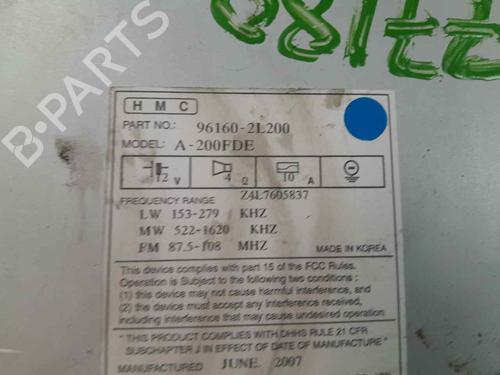 08/77180
B-PARTS
HMC
PART NO.: 96160-2L200
MODEL: A-200FDE
12 V
4 Ω
10 A
Z4L7605837
FREQUENCY RANGE
LW 153-279 KHZ
MW 522-1620 KHZ
FM 87.5-108 MHZ
MADE IN KOREA
This device complies with part 15 of the FCC Rules.
Operation is Subject to the following two conditions :
(1) this device may not cause harmful interference, and
(2) this device must accept any interference received,
including interference that may cause undesired operation.
" THIS PRODUCT COMPLIES WITH DHHS RULE 21 CFR
SUBCHAPTER J IN EFFECT OF DATE OF MANUFACTURE "
MANUFACTURED JUNE. 2007